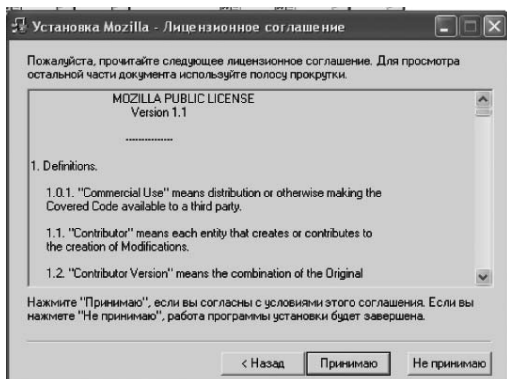 Установка Mozilla - Лицензионное соглашение
Пожалуйста, прочитайте следующее лицензионное соглашение. Для просмотра
остальной части документа используйте полосу прокрутки.
MOZILLA PUBLIC LICENSE
Version 1.1
---------------
1. Definitions.
1.0.1. "Commercial Use" means distribution or otherwise making the
Covered Code available to a third party.
1.1. "Contributor" means each entity that creates or contributes to
the creation of Modifications.
1.2. "Contributor Version" means the combination of the Original
Нажмите "Принимаю", если вы согласны с условиями этого соглашения. Если вы
нажмете "Не принимаю", работа программы установки будет завершена.
< Назад Принимаю Не принимаю